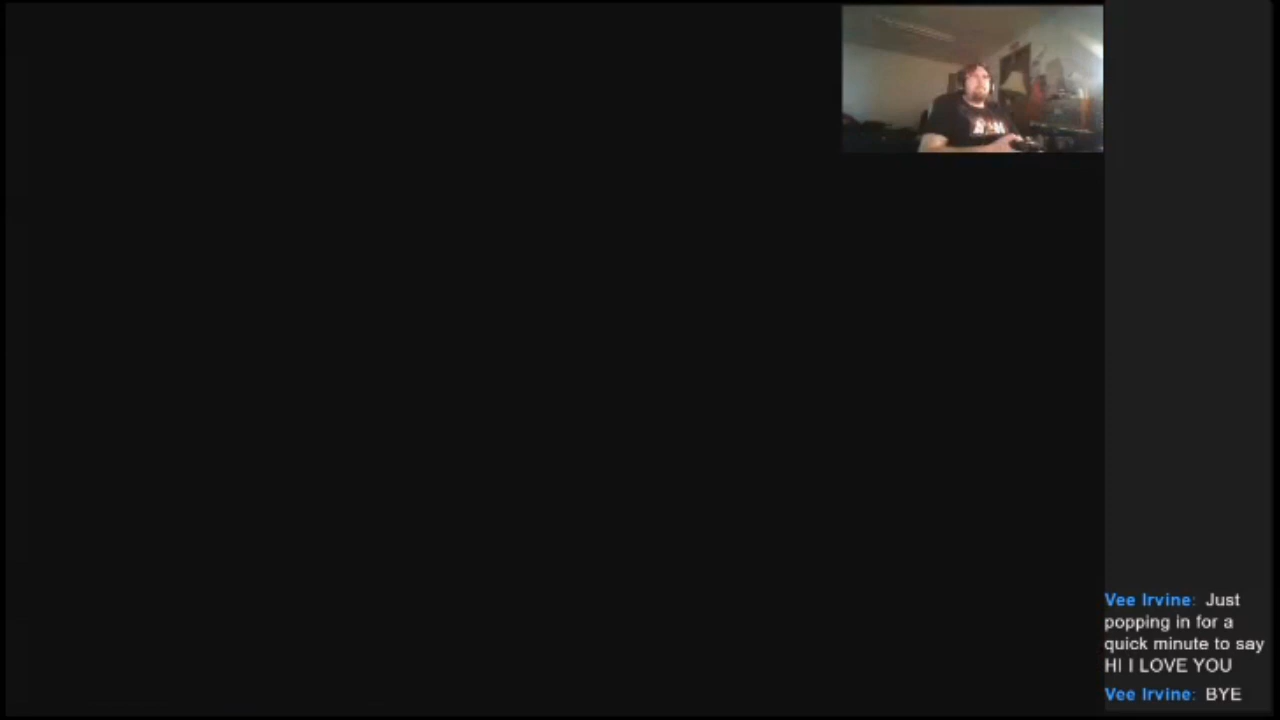 Vee Irvine: Just
popping in for a
quick minute to say
HI I LOVE YOU
Vee Irvine: BYE